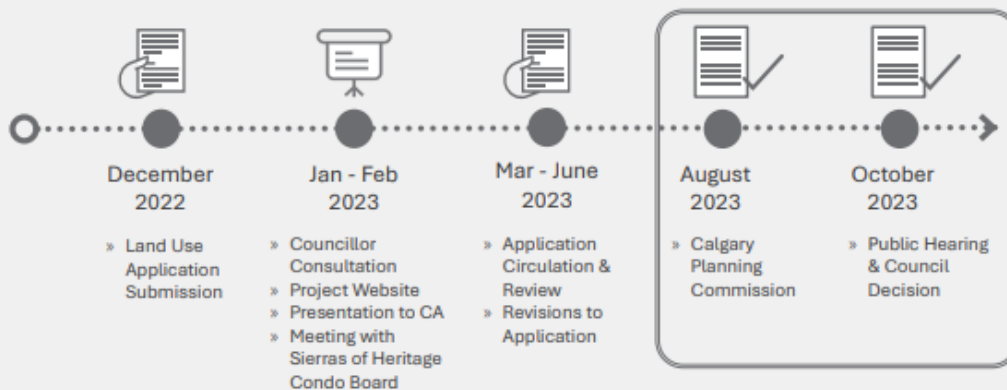 December
2022
» Land Use
Application
Submission
Jan - Feb
2023
» Councillor
Consultation
» Project Website
» Presentation to CA
» Meeting with
Sierras of Heritage
Condo Board
Mar - June
2023
» Application
Circulation &
Review
» Revisions to
Application
August
2023
» Calgary
Planning
Commission
October
2023
» Public Hearing
& Council
Decision